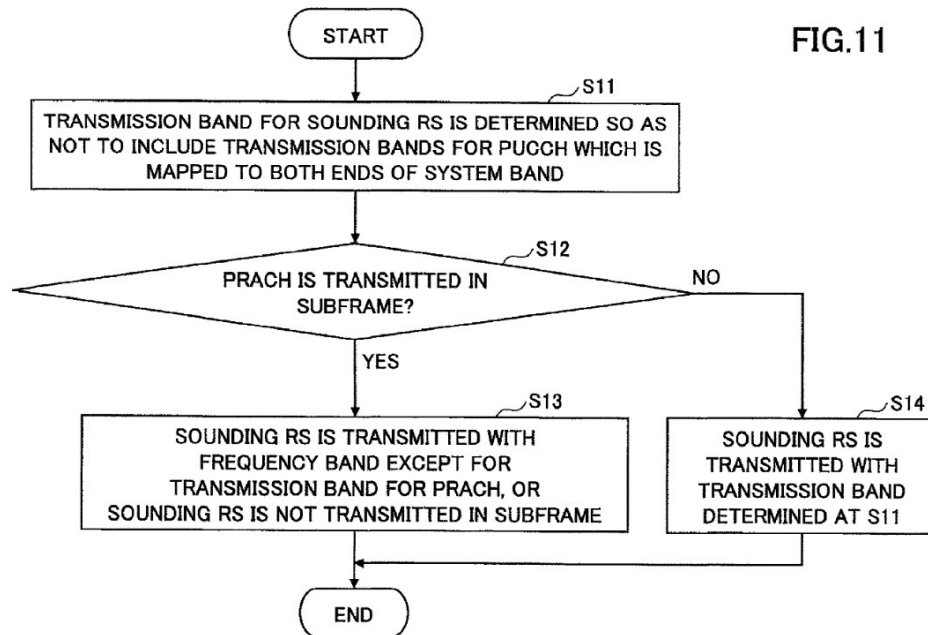 FIG.11
START
S11
TRANSMISSION BAND FOR SOUNDING RS IS DETERMINED SO AS
NOT TO INCLUDE TRANSMISSION BANDS FOR PUCCH WHICH IS
MAPPED TO BOTH ENDS OF SYSTEM BAND
S12
PRACH IS TRANSMITTED IN
SUBFRAME?
NO
YES
S13
SOUNDING RS IS TRANSMITTED WITH
FREQUENCY BAND EXCEPT FOR
TRANSMISSION BAND FOR PRACH, OR
SOUNDING RS IS NOT TRANSMITTED IN SUBFRAME
S14
SOUNDING RS IS
TRANSMITTED WITH
TRANSMISSION BAND
DETERMINED AT S11
END